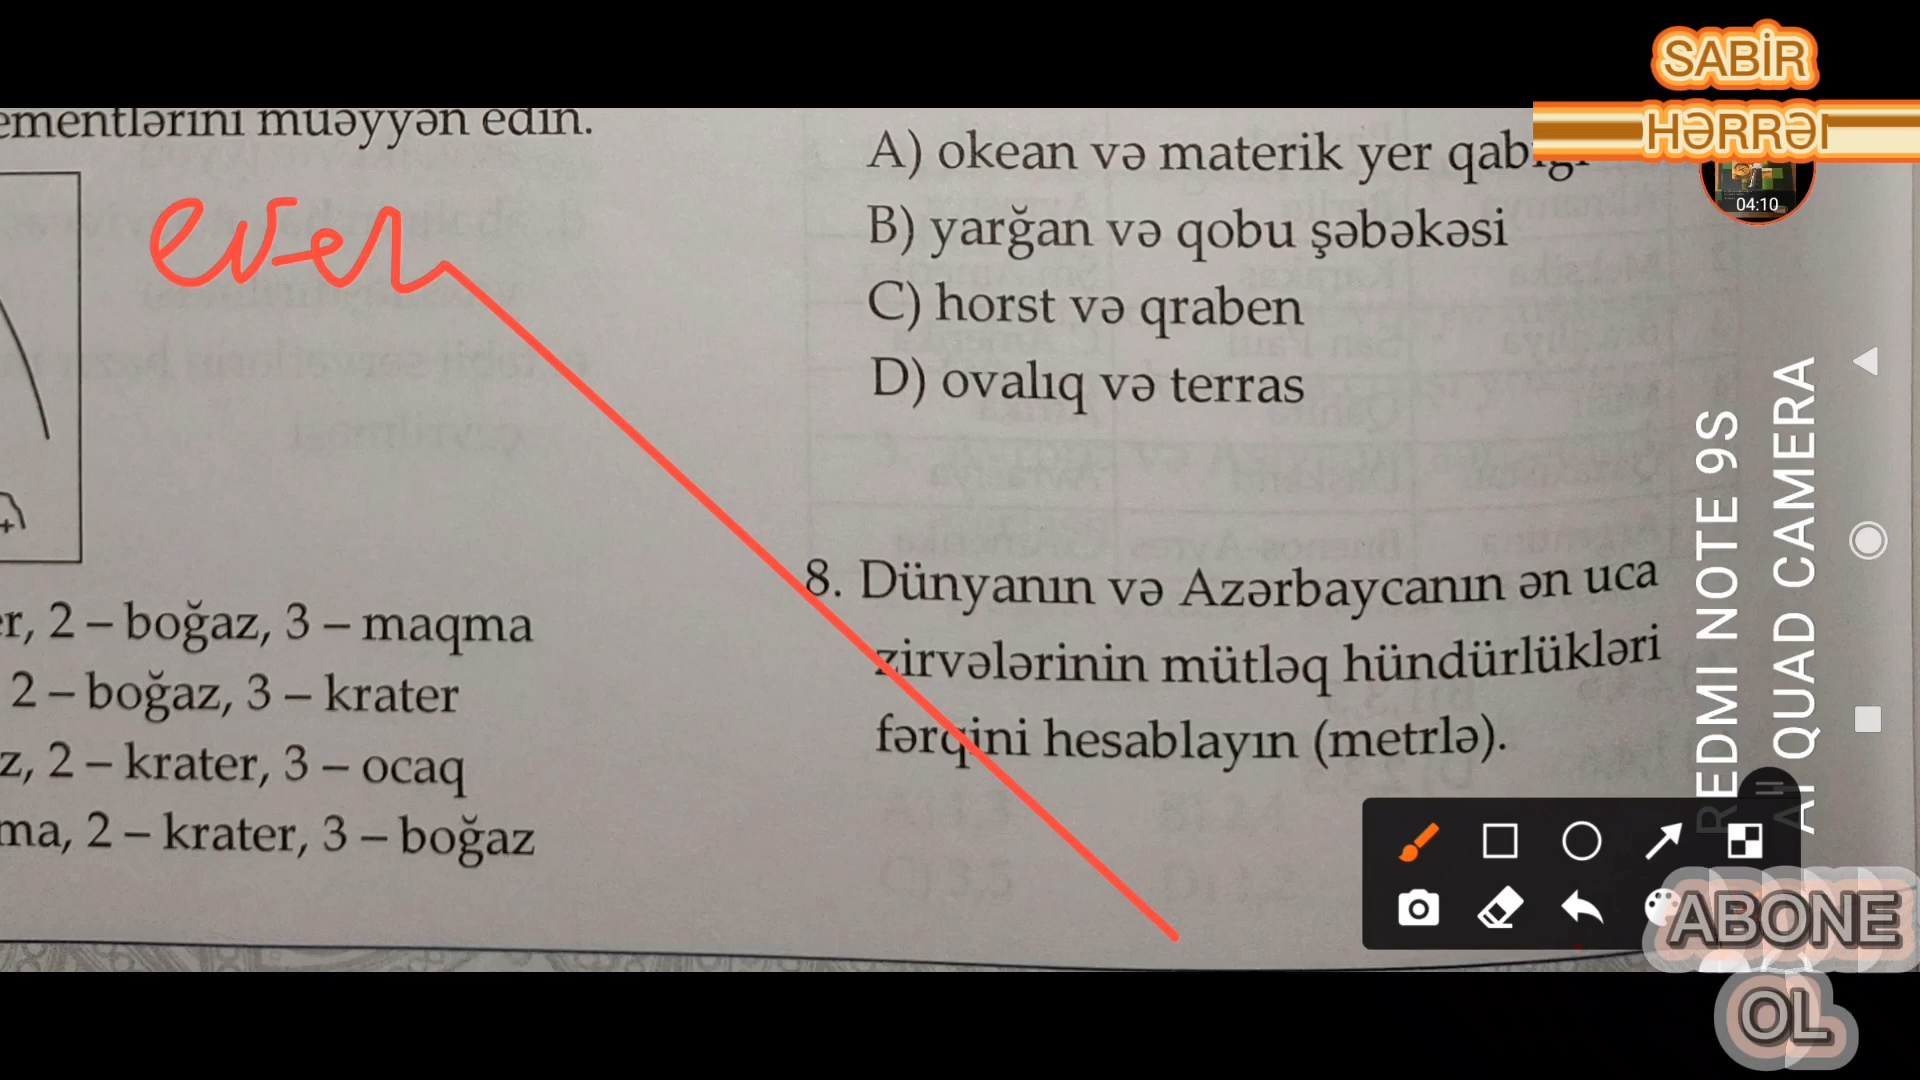 ementlərini müəyyən edin.
ever
r, 2 – boğaz, 3 – maqma
2 – boğaz, 3 – krater
z, 2 – krater, 3 – ocaq
ma, 2 – krater, 3 – boğaz
A) okean və materik yer qabığı
B) yarğan və qobu şəbəkəsi
C) horst və qraben
D) ovalıq və terras
8. Dünyanın və Azərbaycanın ən uca
zirvələrinin mütləq hündürlükləri
fərqini hesablayın (metrlə).
SABİR
HƏRRƏI
04:10
REDMI NOTE 9S
AI QUAD CAMERA
ABONE
OL